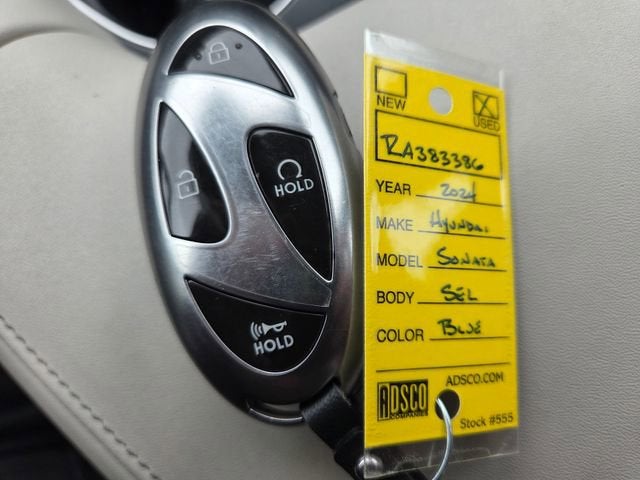 HOLD
HOLD
NEW
USED
RA383386
YEAR 2024
MAKE Hyundai
MODEL SONATA
BODY SEL
COLOR BLUE
ADSCO
COMPANIES
ADSCO.COM
Stock #555